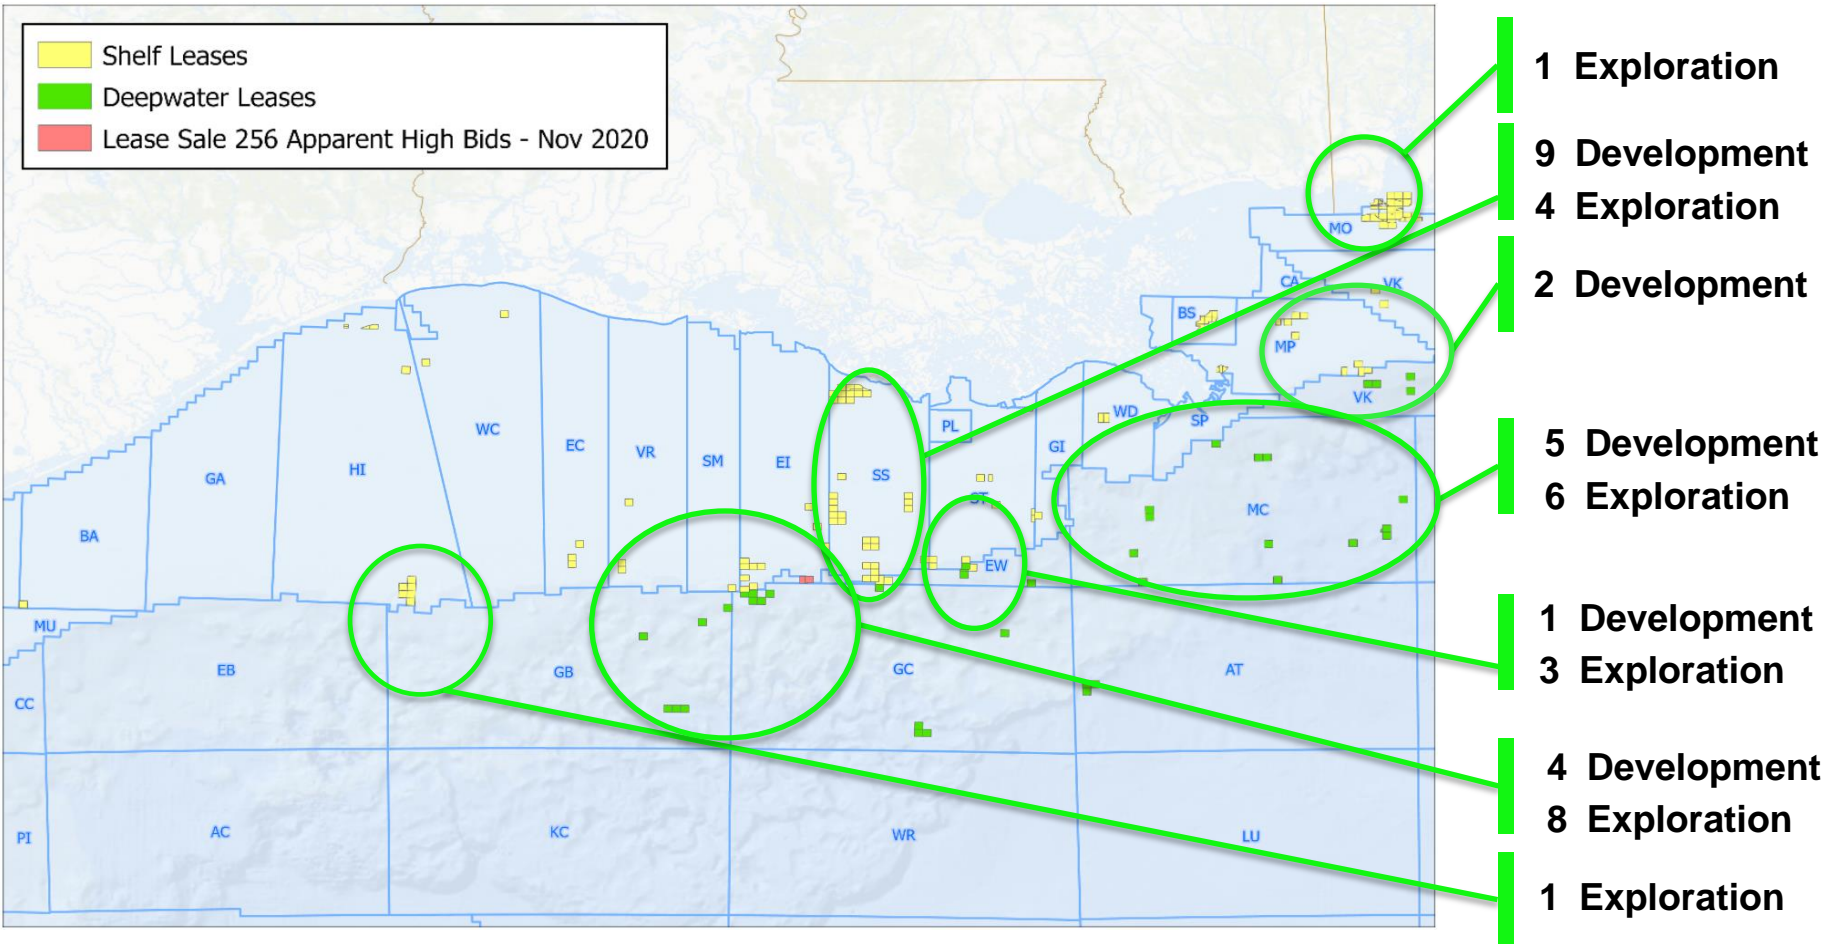 Shelf Leases
Deepwater Leases
Lease Sale 256 Apparent High Bids - Nov 2020
1 Exploration
9 Development
4 Exploration
2 Development
5 Development
6 Exploration
1 Development
3 Exploration
4 Development
8 Exploration
1 Exploration
MO
CA
VK
BS
MP
VK
WD
SP
PL
GI
WC
EC
VR
SM
EI
SS
ST
GA
HI
BA
MC
EW
MU
EB
GB
GC
AT
CC
PI
AC
KC
WR
LU